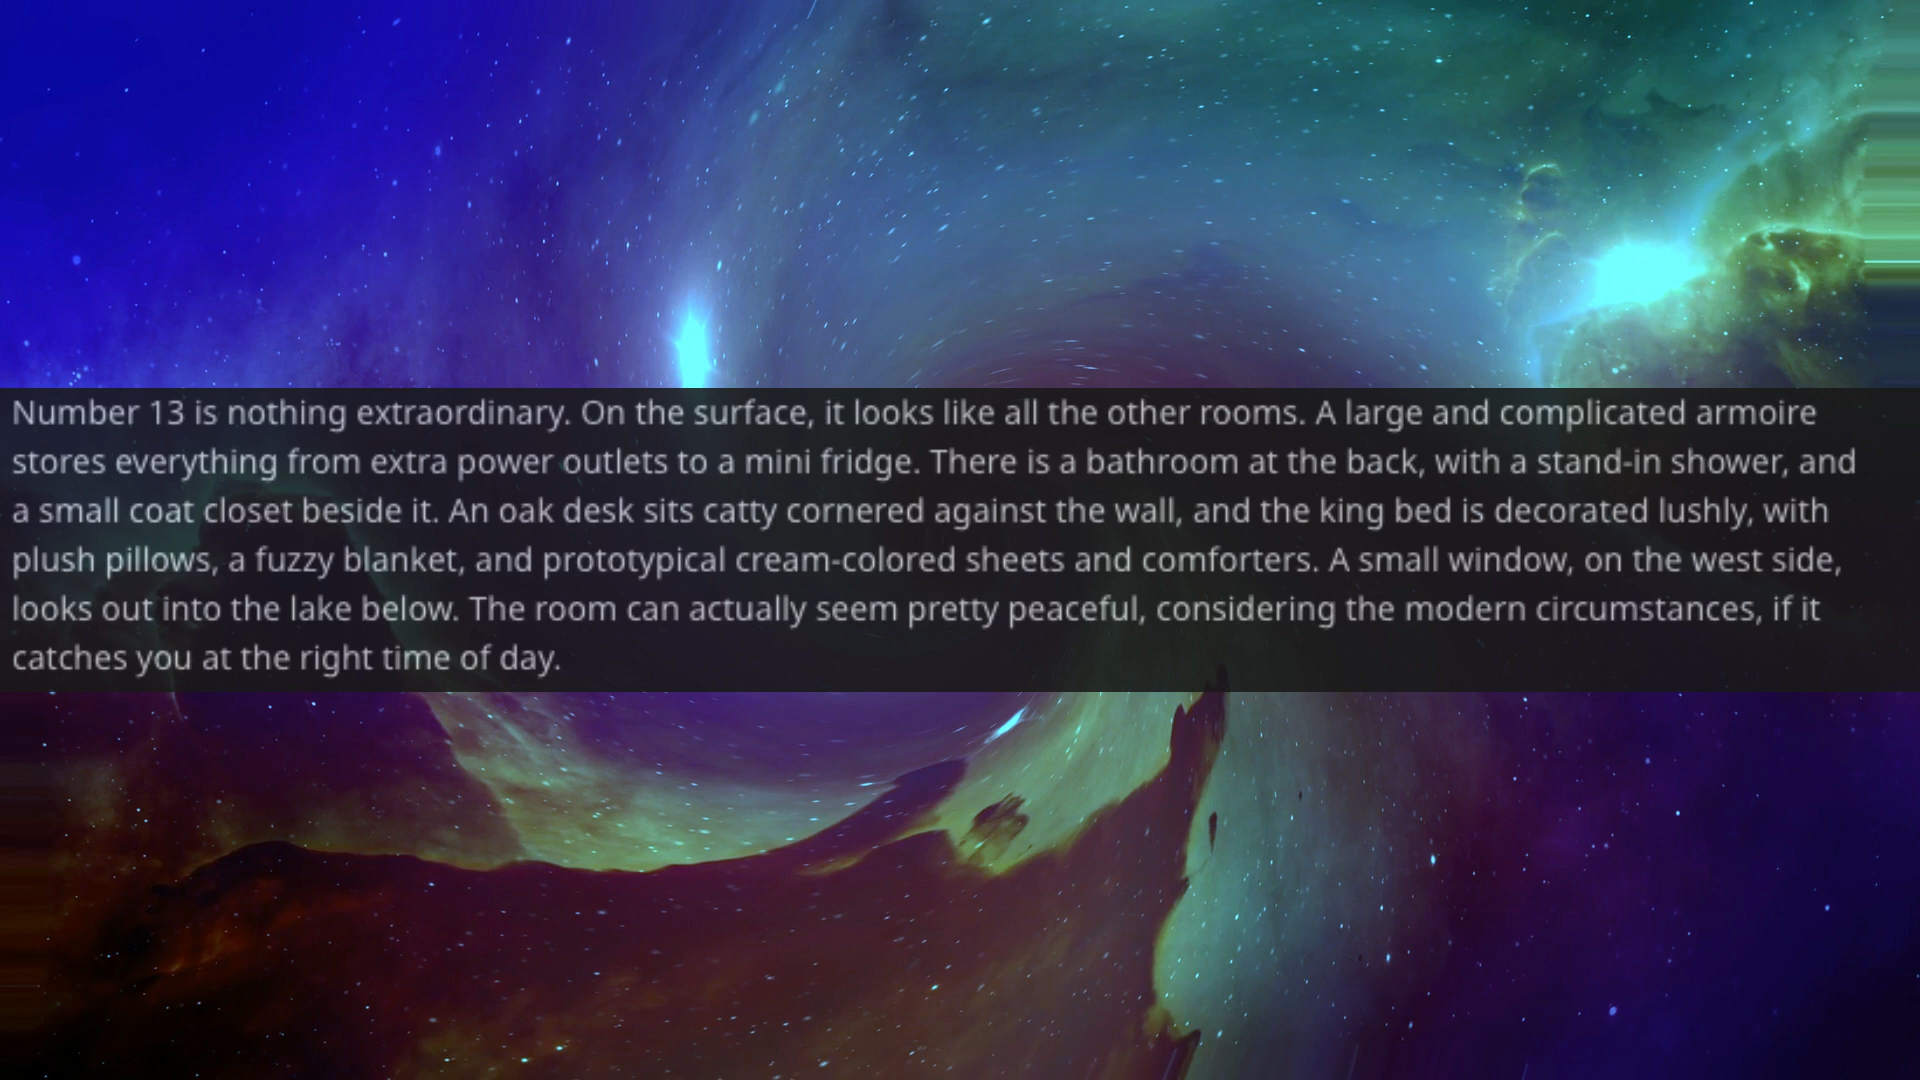 Number 13 is nothing extraordinary. On the surface, it looks like all the other rooms. A large and complicated armoire
stores everything from extra power outlets to a mini fridge. There is a bathroom at the back, with a stand-in shower, and
a small coat closet beside it. An oak desk sits catty cornered against the wall, and the king bed is decorated lushly, with
plush pillows, a fuzzy blanket, and prototypical cream-colored sheets and comforters. A small window, on the west side,
looks out into the lake below. The room can actually seem pretty peaceful, considering the modern circumstances, if it
catches you at the right time of day.